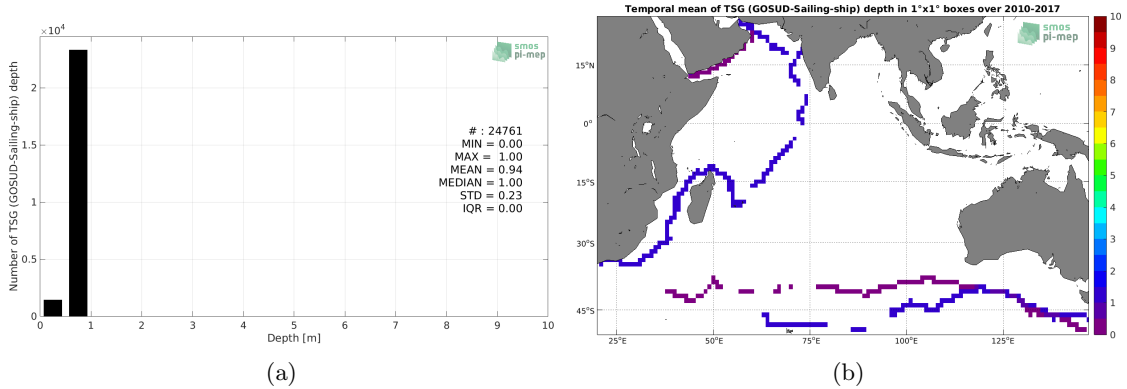 ×10⁴
2
1.5
1
0.5
0
0 1 2 3 4 5 6 7 8 9 10
Number of TSG (GOSUD-Sailing-ship) depth
Depth [m]
smos
pi-mep
# : 24761
MIN = 0.00
MAX = 1.00
MEAN = 0.94
MEDIAN = 1.00
STD = 0.23
IQR = 0.00
(a)
Temporal mean of TSG (GOSUD-Sailing-ship) depth in 1°x1° boxes over 2010-2017
smos
pi-mep
15°N
0°
15°S
30°S
45°S
25°E 50°E 75°E 100°E 125°E
10
9
8
7
6
5
4
3
2
1
0
(b)